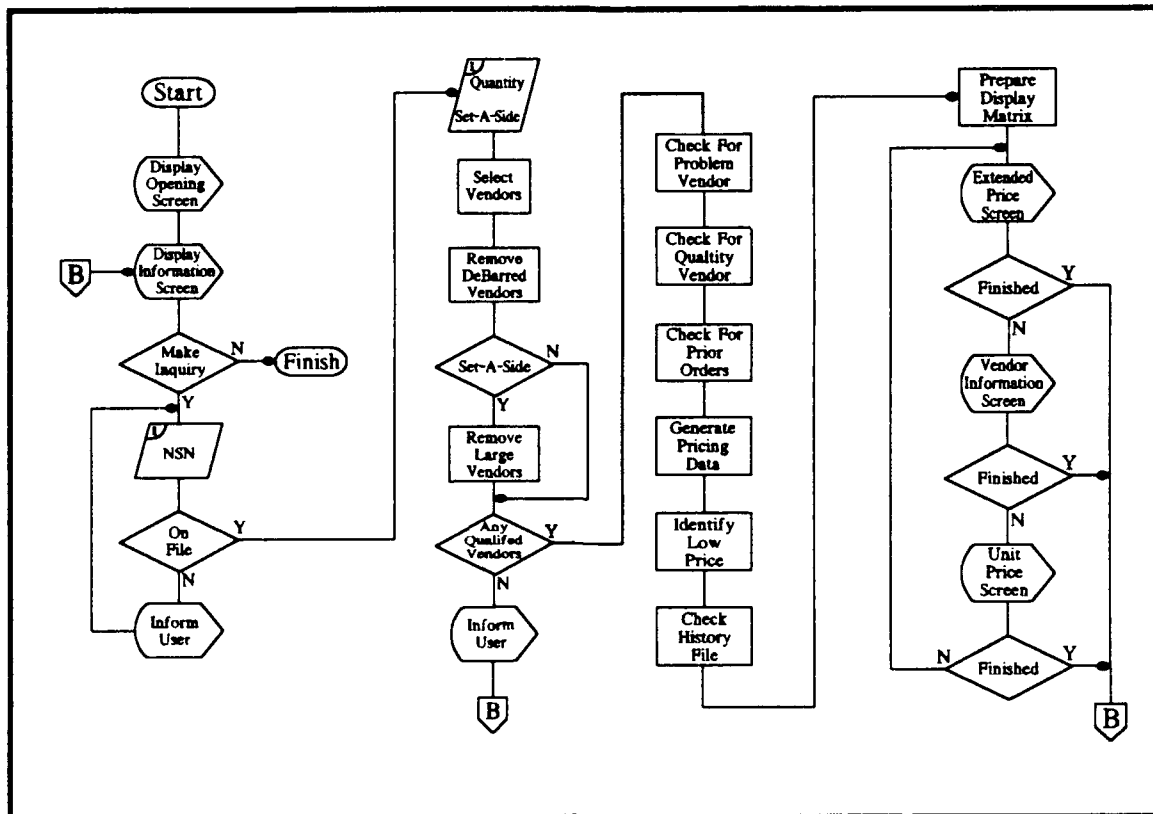 Start
Display
Opening
Screen
B
Display
Information
Screen
Make
Inquiry
N
Finish
Y
1
NSN
On
File
Y
N
Inform
User
1
Quantity
Set-A-Side
Select
Vendors
Remove
DeBarred
Vendors
Set-A-Side
N
Y
Remove
Large
Vendors
Any
Qualifed
Vendors
Y
N
Inform
User
B
Check For
Problem
Vendor
Check For
Qualtity
Vendor
Check For
Prior
Orders
Generate
Pricing
Data
Identify
Low
Price
Check
History
File
Prepare
Display
Matrix
Extended
Price
Screen
Finished
Y
N
Vendor
Information
Screen
Finished
Y
N
Unit
Price
Screen
N
Finished
Y
B